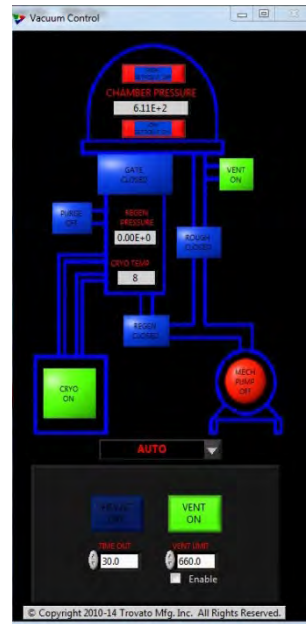 Vacuum Control
CHAMBER PRESSURE
6.11E+2
GATE
CLOSED
VENT
ON
PURGE
OFF
REGEN
PRESSURE
0.00E+0
ROUGH
CLOSED
CRYO TEMP
8
REGEN
CLOSED
CRYO
ON
MECH
PUMP
OFF
AUTO
VENT
ON
TIME OUT
VENT LIMIT
30.0
660.0
Enable
© Copyright 2010-14 Trovato Mfg. Inc. All Rights Reserved.